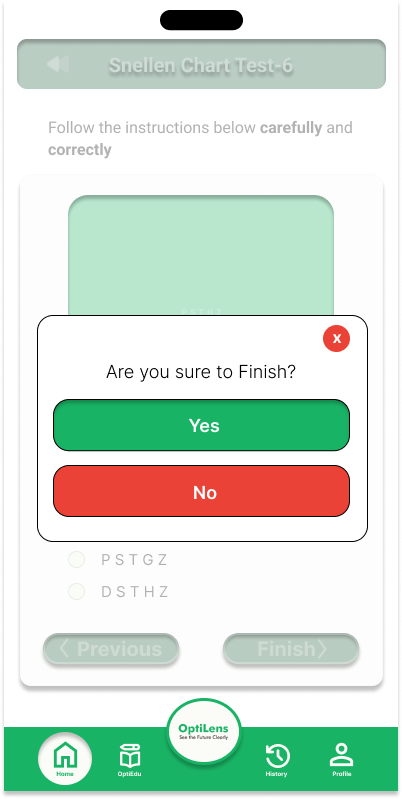 Snellen Chart Test-6
Follow the instructions below carefully and
correctly
P S T H Z
X
Are you sure to Finish?
Yes
No
P S T G Z
D S T H Z
Previous
Finish
OptiLens
See the Future Clearly
Home
OptiEdu
History
Profile